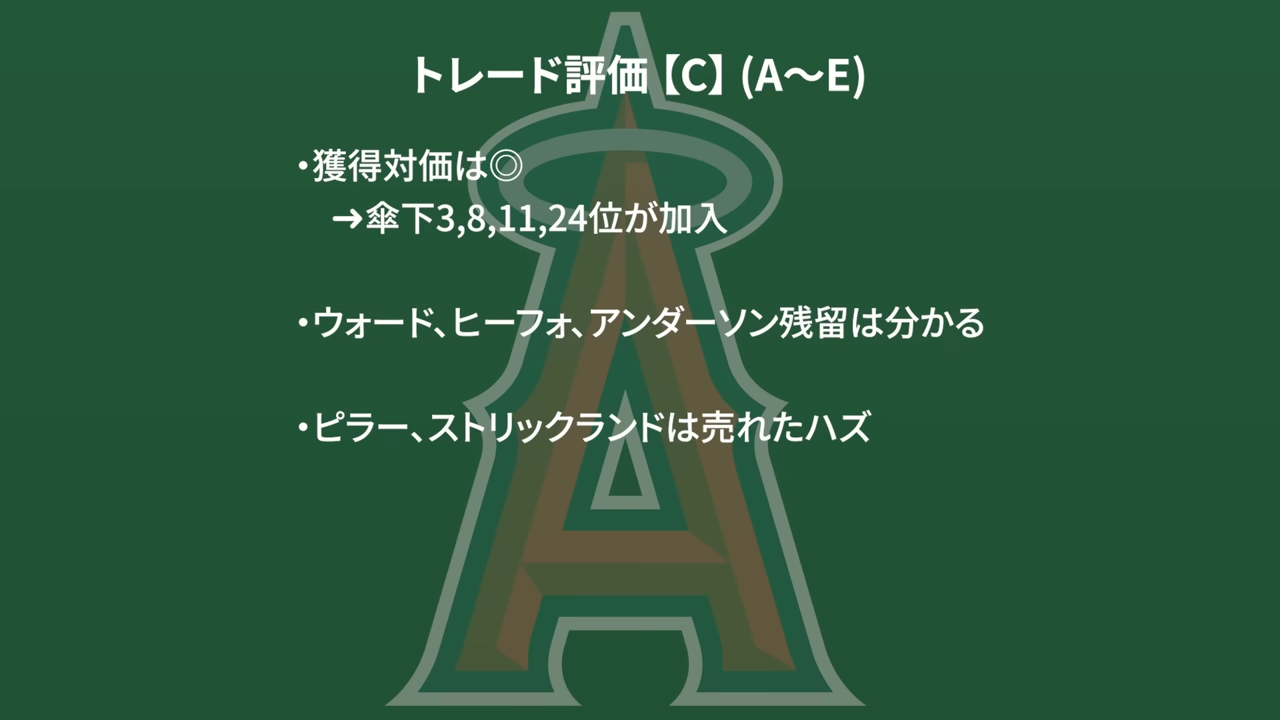 トレード評価【C】(A〜E)
・獲得対価は◎
→傘下3,8,11,24位が加入
・ウォード、ヒーフォ、アンダーソン残留は分かる
・ピラー、ストリックランドは売れたハズ